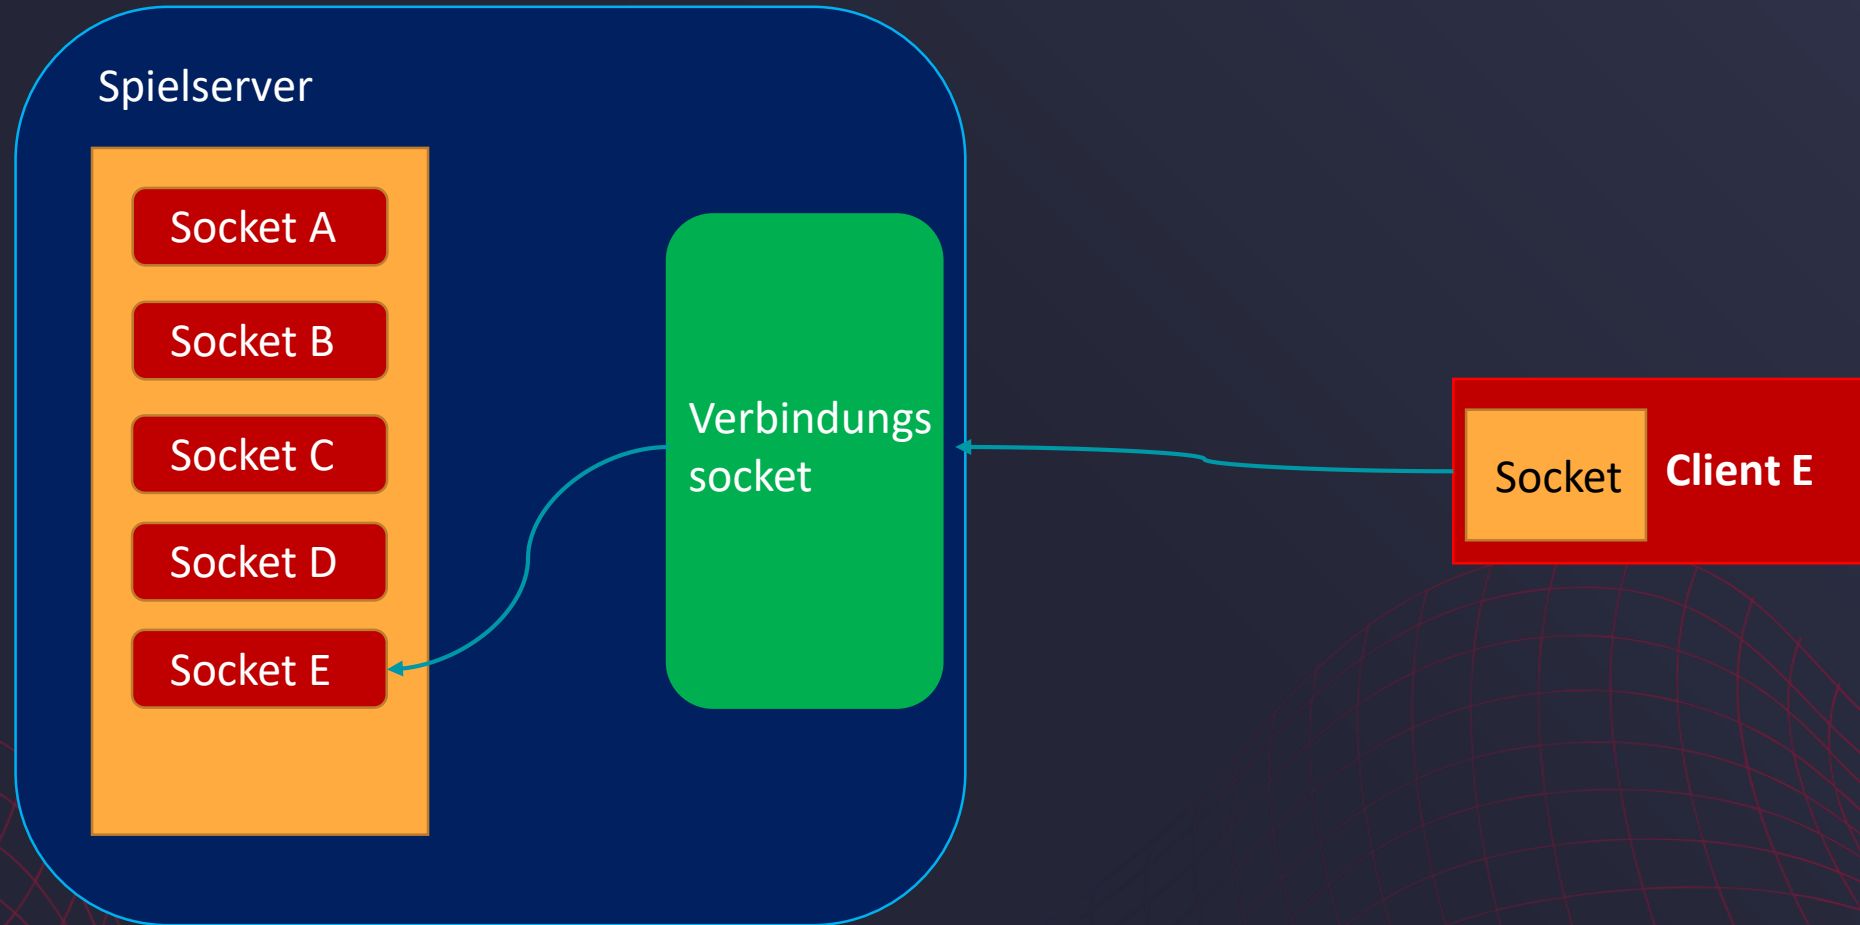 Spielserver
Socket A
Socket B
Socket C
Socket D
Socket E
Verbindungs
socket
Socket
Client E